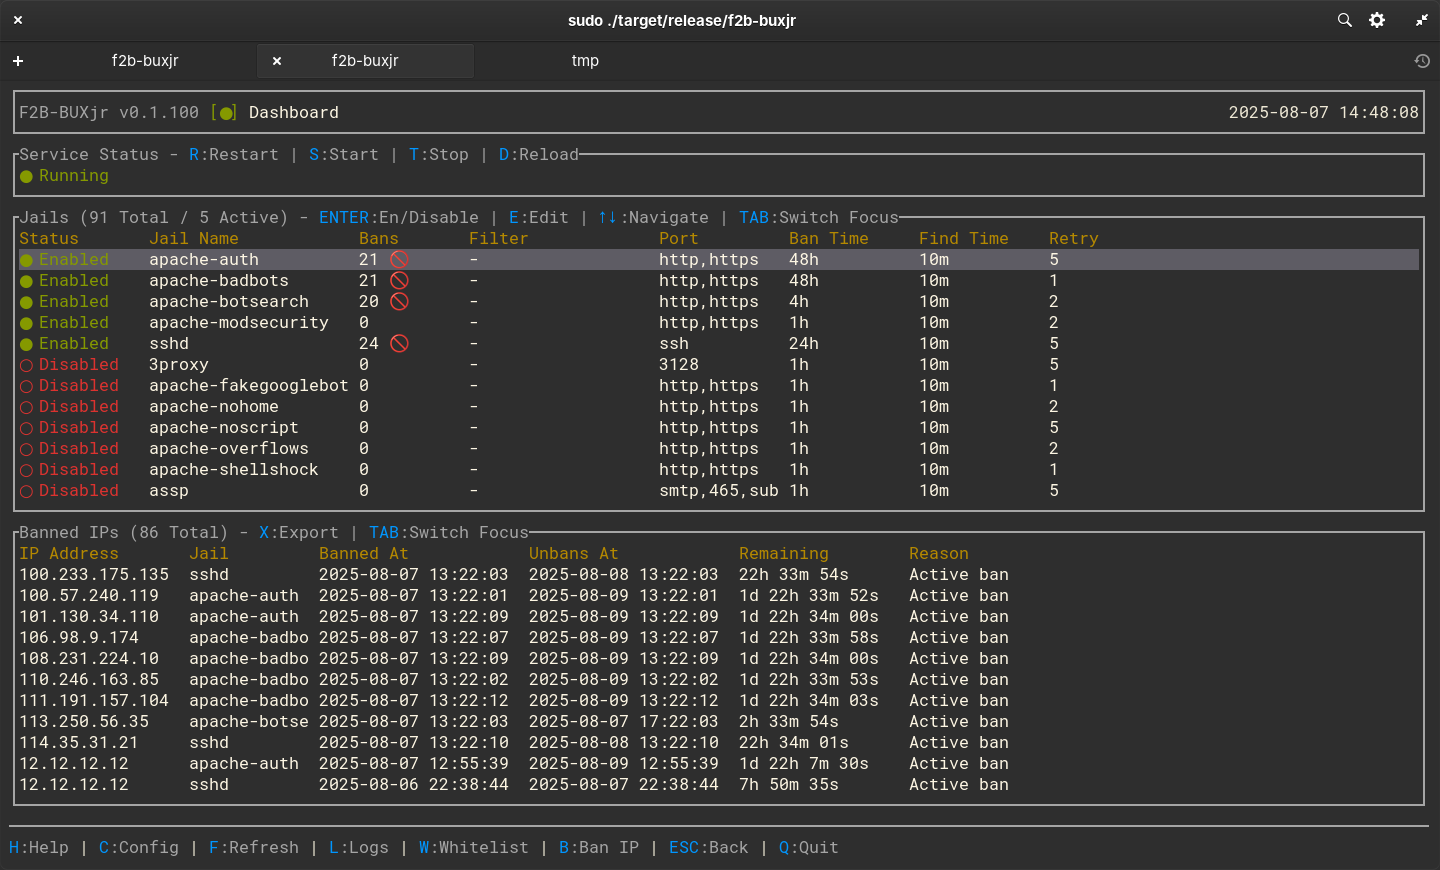 sudo ./target/release/f2b-buxjr
f2b-buxjr f2b-buxjr tmp
F2B-BUXjr v0.1.100 [●] Dashboard 2025-08-07 14:48:08
Service Status - R:Restart | S:Start | T:Stop | D:Reload
● Running
Jails (91 Total / 5 Active) - ENTER:En/Disable | E:Edit | ↑↓:Navigate | TAB:Switch Focus
Status Jail Name Bans Filter Port Ban Time Find Time Retry
● Enabled apache-auth 21 🚫 - http,https 48h 10m 5
● Enabled apache-badbots 21 🚫 - http,https 48h 10m 1
● Enabled apache-botsearch 20 🚫 - http,https 4h 10m 2
● Enabled apache-modsecurity 0 - http,https 1h 10m 2
● Enabled sshd 24 🚫 - ssh 24h 10m 5
○ Disabled 3proxy 0 - 3128 1h 10m 5
○ Disabled apache-fakegooglebot 0 - http,https 1h 10m 1
○ Disabled apache-nohome 0 - http,https 1h 10m 2
○ Disabled apache-noscript 0 - http,https 1h 10m 5
○ Disabled apache-overflows 0 - http,https 1h 10m 2
○ Disabled apache-shellshock 0 - http,https 1h 10m 1
○ Disabled assp 0 - smtp,465,sub 1h 10m 5
Banned IPs (86 Total) - X:Export | TAB:Switch Focus
IP Address Jail Banned At Unbans At Remaining Reason
100.233.175.135 sshd 2025-08-07 13:22:03 2025-08-08 13:22:03 22h 33m 54s Active ban
100.57.240.119 apache-auth 2025-08-07 13:22:01 2025-08-09 13:22:01 1d 22h 33m 52s Active ban
101.130.34.110 apache-auth 2025-08-07 13:22:09 2025-08-09 13:22:09 1d 22h 34m 00s Active ban
106.98.9.174 apache-badbo 2025-08-07 13:22:07 2025-08-09 13:22:07 1d 22h 33m 58s Active ban
108.231.224.10 apache-badbo 2025-08-07 13:22:09 2025-08-09 13:22:09 1d 22h 34m 00s Active ban
110.246.163.85 apache-badbo 2025-08-07 13:22:02 2025-08-09 13:22:02 1d 22h 33m 53s Active ban
111.191.157.104 apache-badbo 2025-08-07 13:22:12 2025-08-09 13:22:12 1d 22h 34m 03s Active ban
113.250.56.35 apache-botse 2025-08-07 13:22:03 2025-08-07 17:22:03 2h 33m 54s Active ban
114.35.31.21 sshd 2025-08-07 13:22:10 2025-08-08 13:22:10 22h 34m 01s Active ban
12.12.12.12 apache-auth 2025-08-07 12:55:39 2025-08-09 12:55:39 1d 22h 7m 30s Active ban
12.12.12.12 sshd 2025-08-06 22:38:44 2025-08-07 22:38:44 7h 50m 35s Active ban
H:Help | C:Config | F:Refresh | L:Logs | W:Whitelist | B:Ban IP | ESC:Back | Q:Quit